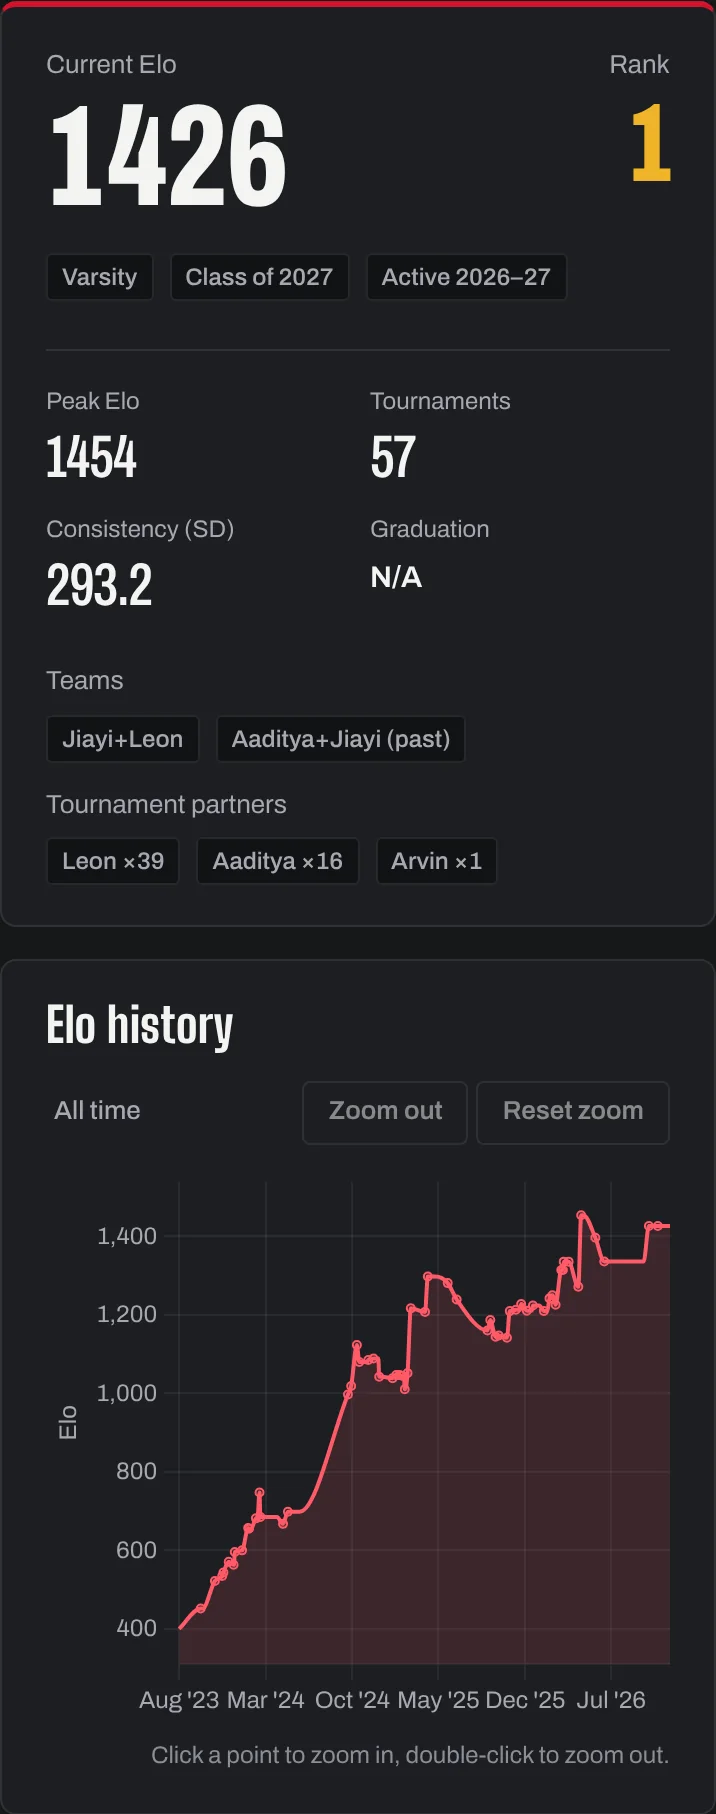 Current Elo
Rank
1426
1
Varsity
Class of 2027
Active 2026–27
Peak Elo
Tournaments
1454
57
Consistency (SD)
Graduation
293.2
N/A
Teams
Jiayi+Leon
Aaditya+Jiayi (past)
Tournament partners
Leon ×39
Aaditya ×16
Arvin ×1
Elo history
All time
Zoom out
Reset zoom
1,400
1,200
1,000
800
600
400
Elo
Aug '23
Mar '24
Oct '24
May '25
Dec '25
Jul '26
Click a point to zoom in, double-click to zoom out.